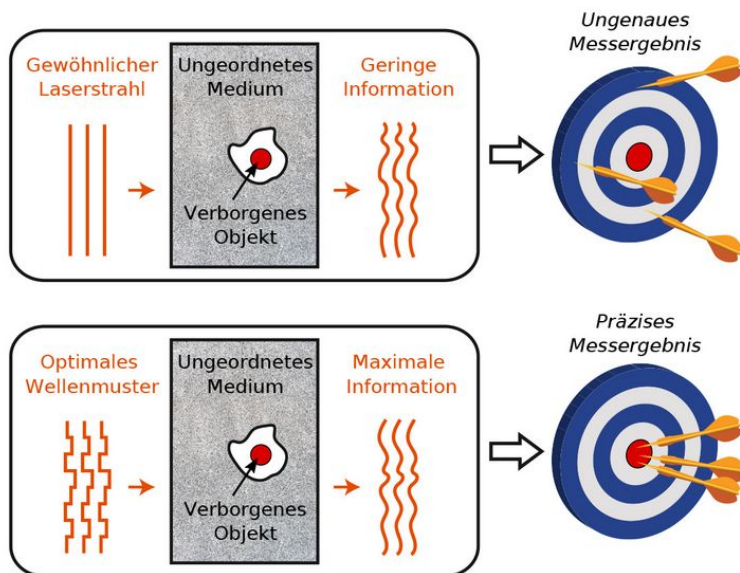 Gewöhnlicher
Laserstrahl
Ungeordnetes
Medium
Verborgenes
Objekt
Geringe
Information
Ungenaues
Messergebnis
Optimales
Wellenmuster
Ungeordnetes
Medium
Verborgenes
Objekt
Maximale
Information
Präzises
Messergebnis